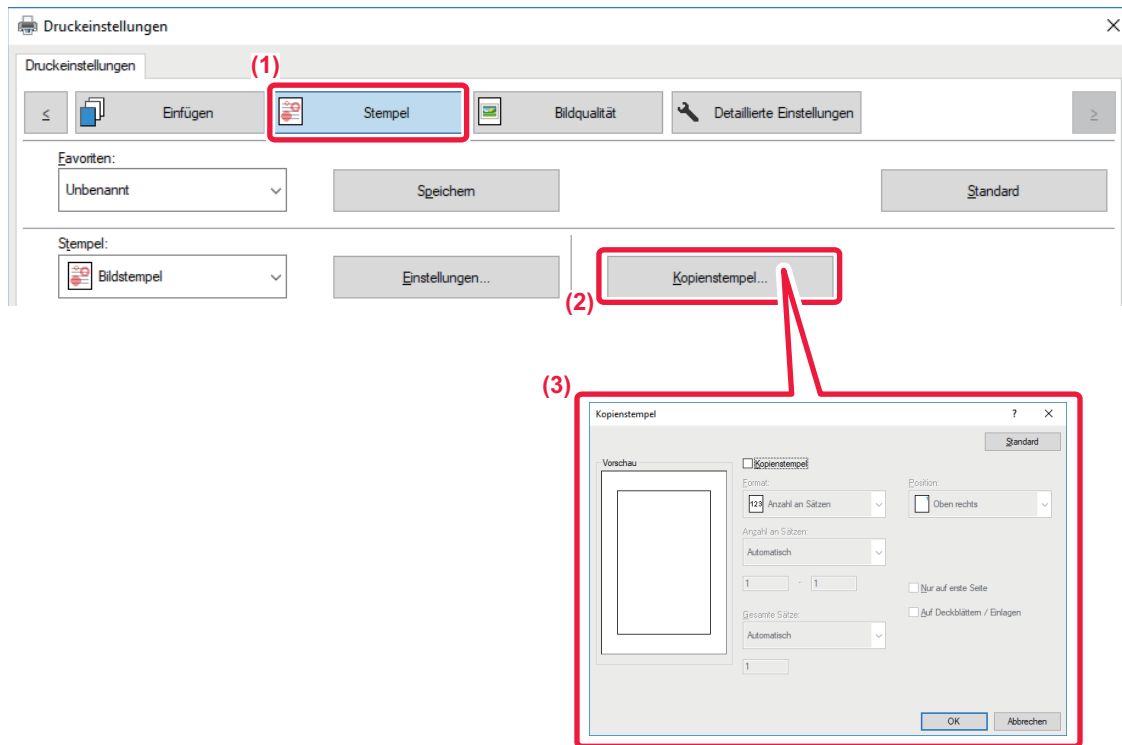 Druckeinstellungen
Druckeinstellungen
(1)
≤ Einfügen Stempel Bildqualität Detaillierte Einstellungen ≥
Favoriten:
Unbenannt Speichern Standard
Stempel:
Bildstempel Einstellungen... Kopienstempel...
(2)
(3)
Kopienstempel ?
Standard
Vorschau Kopienstempel
Format: Position:
123 Anzahl an Sätzen 1 Oben rechts
Anzahl an Sätzen:
Automatisch
1 - 1 Nur auf erste Seite
Gesamte Sätze: Auf Deckblättern / Einlagen
Automatisch
1
OK Abbrechen